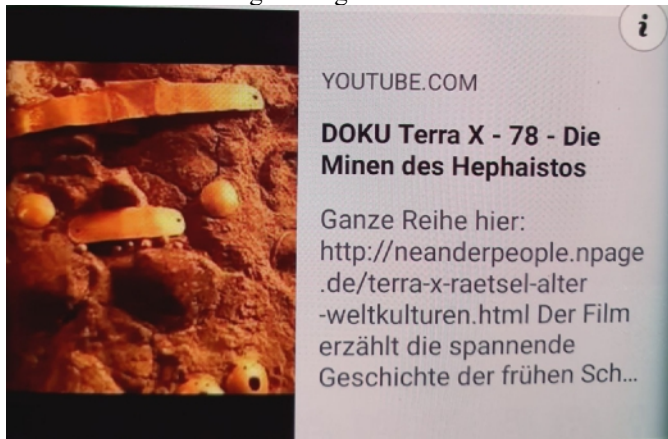 YOUTUBE.COM
DOKU Terra X - 78 - Die
Minen des Hephaistos
Ganze Reihe hier:
http://neanderpeople.npage
.de/terra-x-raetsel-alter
-weltkulturen.html Der Film
erzählt die spannende
Geschichte der frühen Sch...